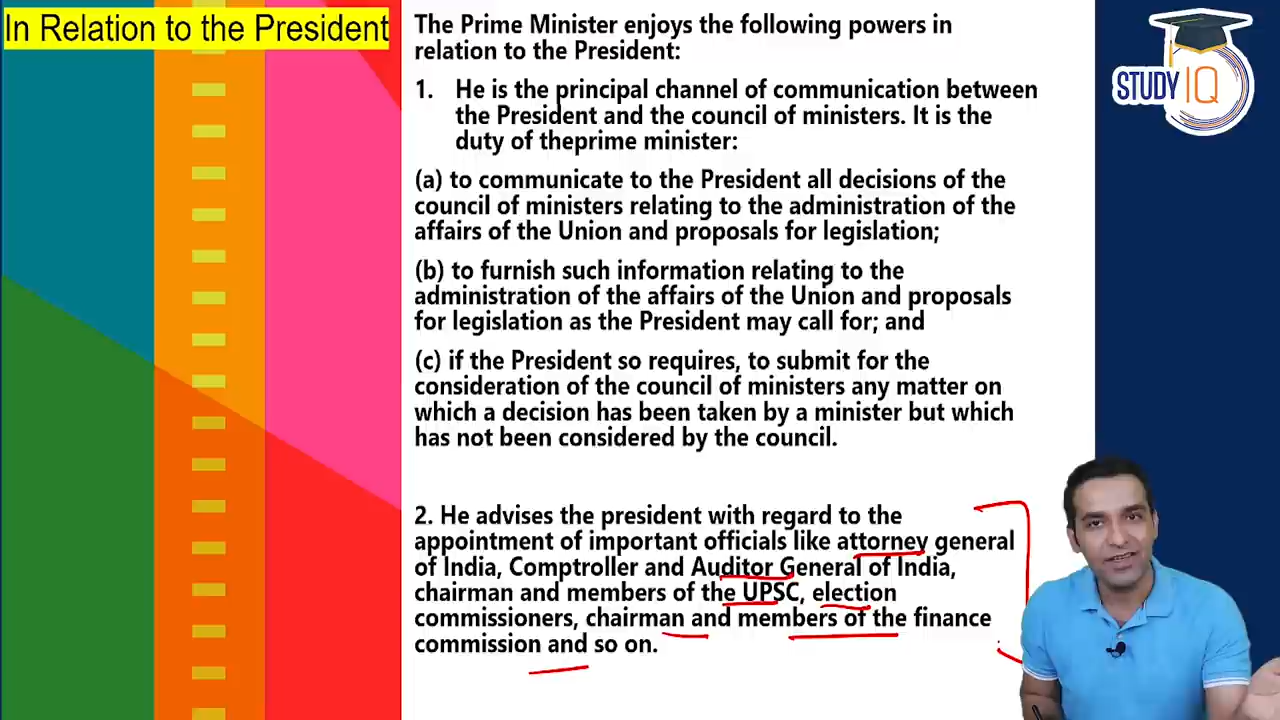 In Relation to the President
The Prime Minister enjoys the following powers in
relation to the President:
1. He is the principal channel of communication between
the President and the council of ministers. It is the
duty of theprime minister:
(a) to communicate to the President all decisions of the
council of ministers relating to the administration of the
affairs of the Union and proposals for legislation;
(b) to furnish such information relating to the
administration of the affairs of the Union and proposals
for legislation as the President may call for; and
(c) if the President so requires, to submit for the
consideration of the council of ministers any matter on
which a decision has been taken by a minister but which
has not been considered by the council.
2. He advises the president with regard to the
appointment of important officials like attorney general
of India, Comptroller and Auditor General of India,
chairman and members of the UPSC, election
commissioners, chairman and members of the finance
commission and so on.
STUDY IQ